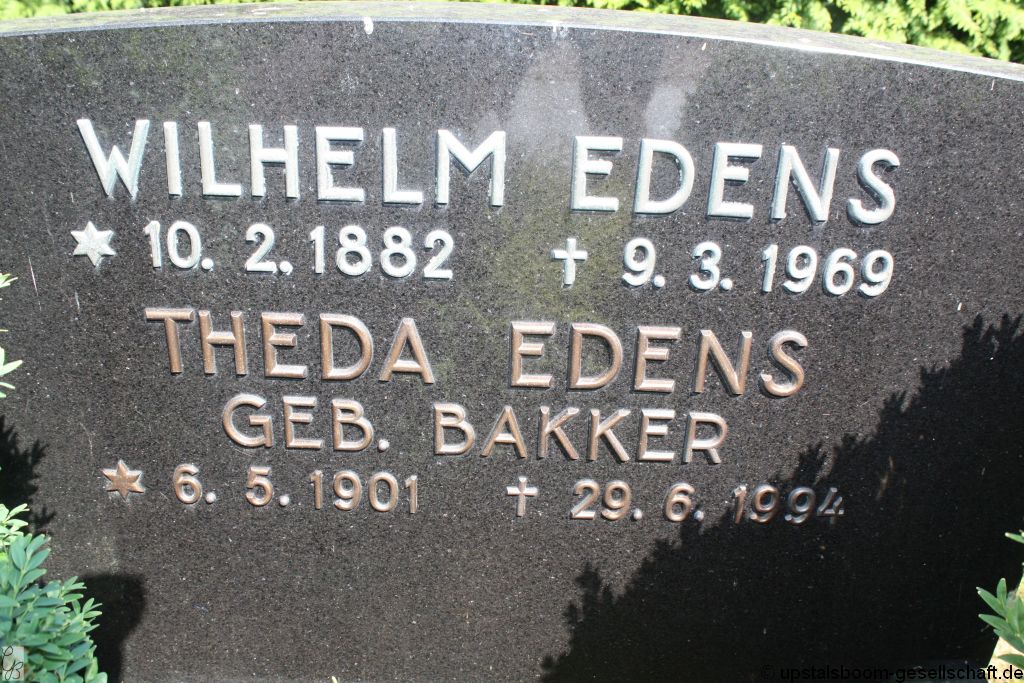 WILHELM EDENS
* 10. 2. 1882 † 9. 3. 1969
THEDA EDENS
GEB. BAKKER
* 6. 5. 1901 † 29. 6. 1994
© upstalsboom-gesellschaft.de